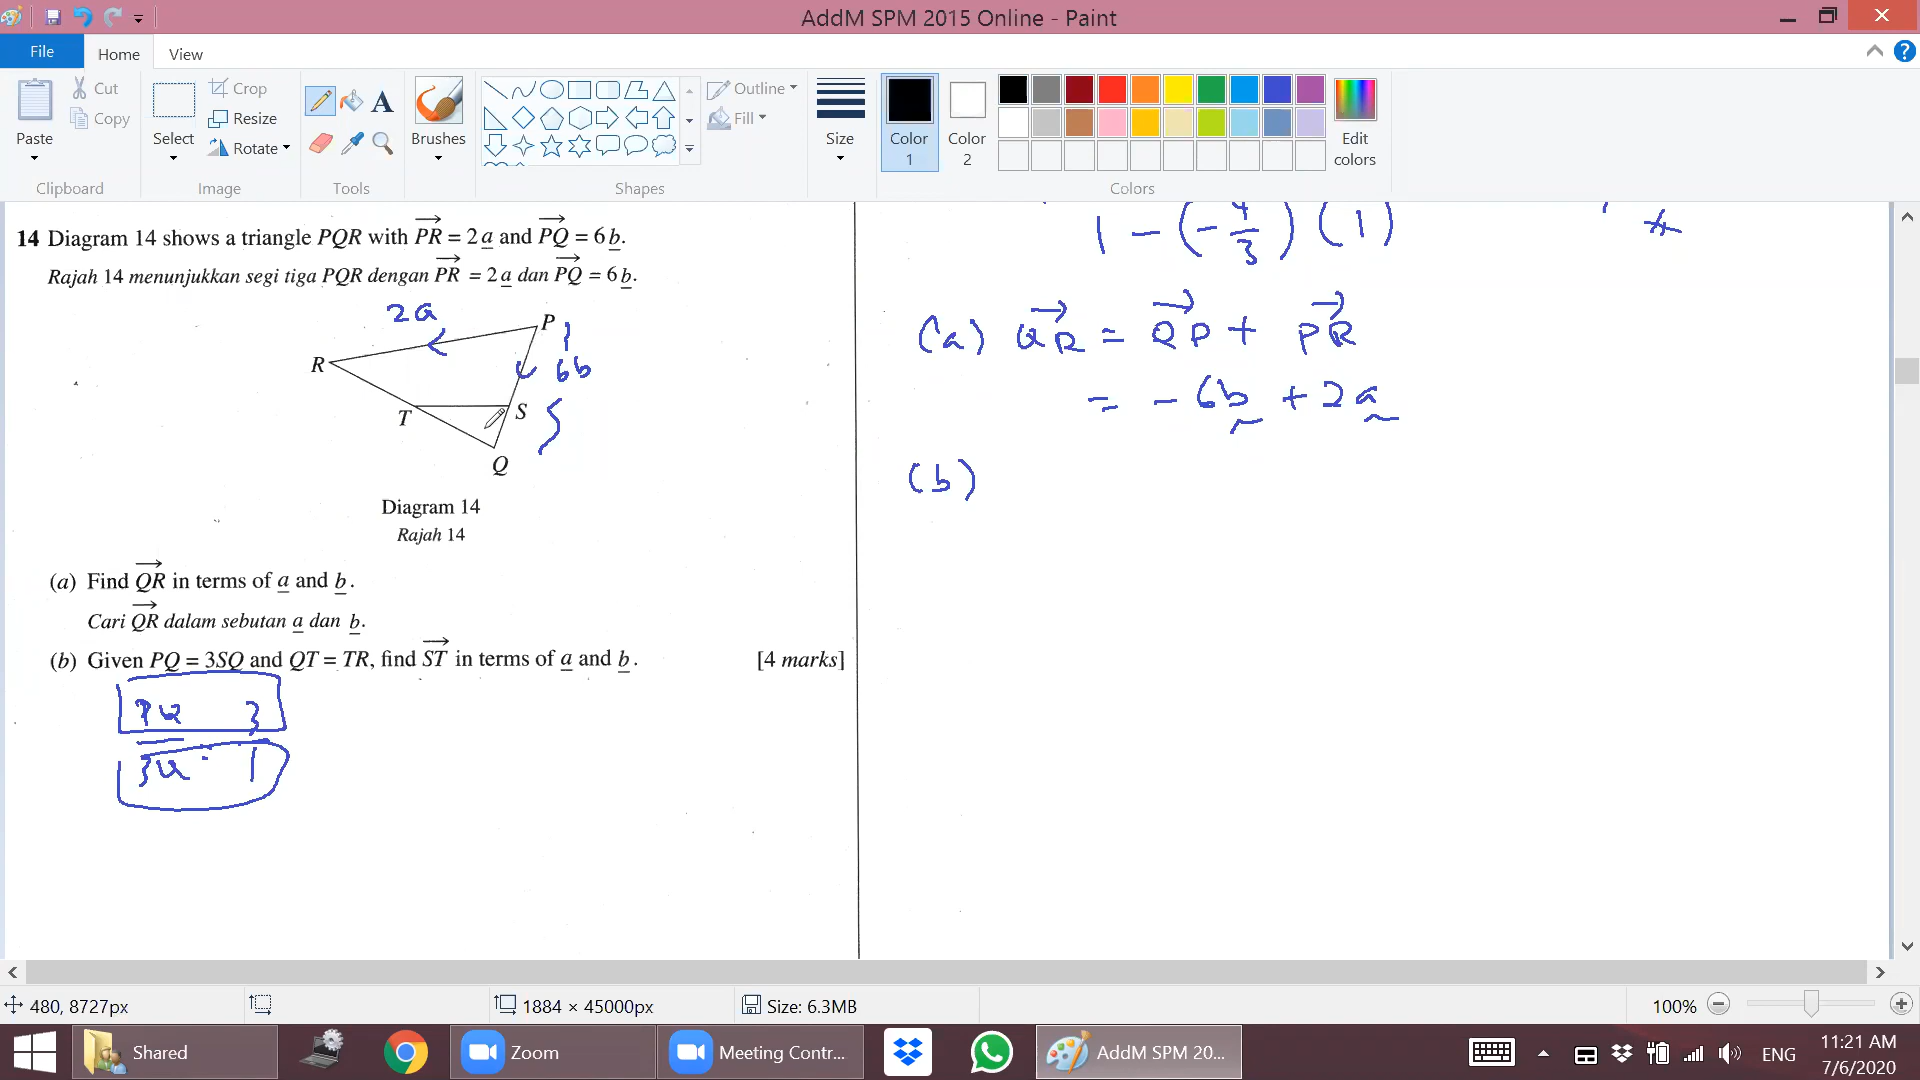 AddM SPM 2015 Online - Paint
File Home View
Paste Cut Copy Clipboard
Select Crop Resize Rotate Image
Tools
Brushes
Shapes Outline Fill
Size
Color 1 Color 2 Edit colors Colors
14 Diagram 14 shows a triangle PQR with PR = 2a and PQ = 6b.
Rajah 14 menunjukkan segi tiga PQR dengan PR = 2a dan PQ = 6b.
2a
P
6b
R
T
S
Q
Diagram 14
Rajah 14
(a) Find QR in terms of a and b.
Cari QR dalam sebutan a dan b.
(b) Given PQ = 3SQ and QT = TR, find ST in terms of a and b. [4 marks]
PQ 3
SQ 1
1 - (-4/3)(1)
(a) QR = QP + PR
= -6b + 2a
(b)
480, 8727px 1884 × 45000px Size: 6.3MB 100%
Shared Zoom Meeting Contr... AddM SPM 20... ENG 11:21 AM
7/6/2020